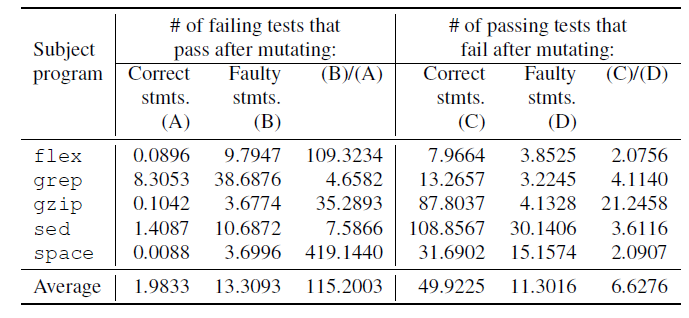 # of failing tests that # of passing tests that
Subject pass after mutating: fail after mutating:
program Correct Faulty (B)/(A) Correct Faulty (C)/(D)
stmts. stmts. stmts. stmts.
(A) (B) (C) (D)
flex 0.0896 9.7947 109.3234 7.9664 3.8525 2.0756
grep 8.3053 38.6876 4.6582 13.2657 3.2245 4.1140
gzip 0.1042 3.6774 35.2893 87.8037 4.1328 21.2458
sed 1.4087 10.6872 7.5866 108.8567 30.1406 3.6116
space 0.0088 3.6996 419.1440 31.6902 15.1574 2.0907
Average 1.9833 13.3093 115.2003 49.9225 11.3016 6.6276